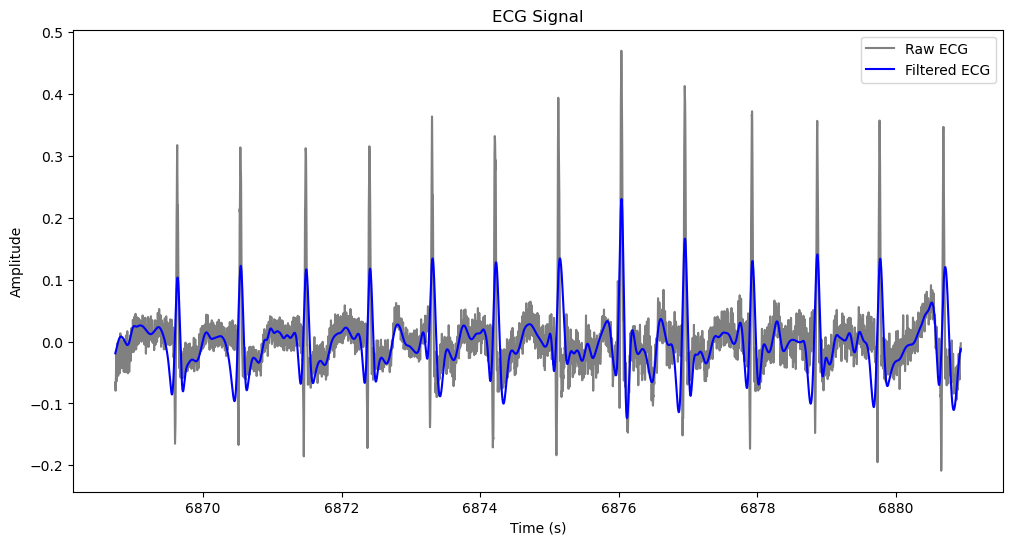 ECG Signal
Raw ECG
Filtered ECG
Amplitude
0.5
0.4
0.3
0.2
0.1
0.0
−0.1
−0.2
6870 6872 6874 6876 6878 6880
Time (s)